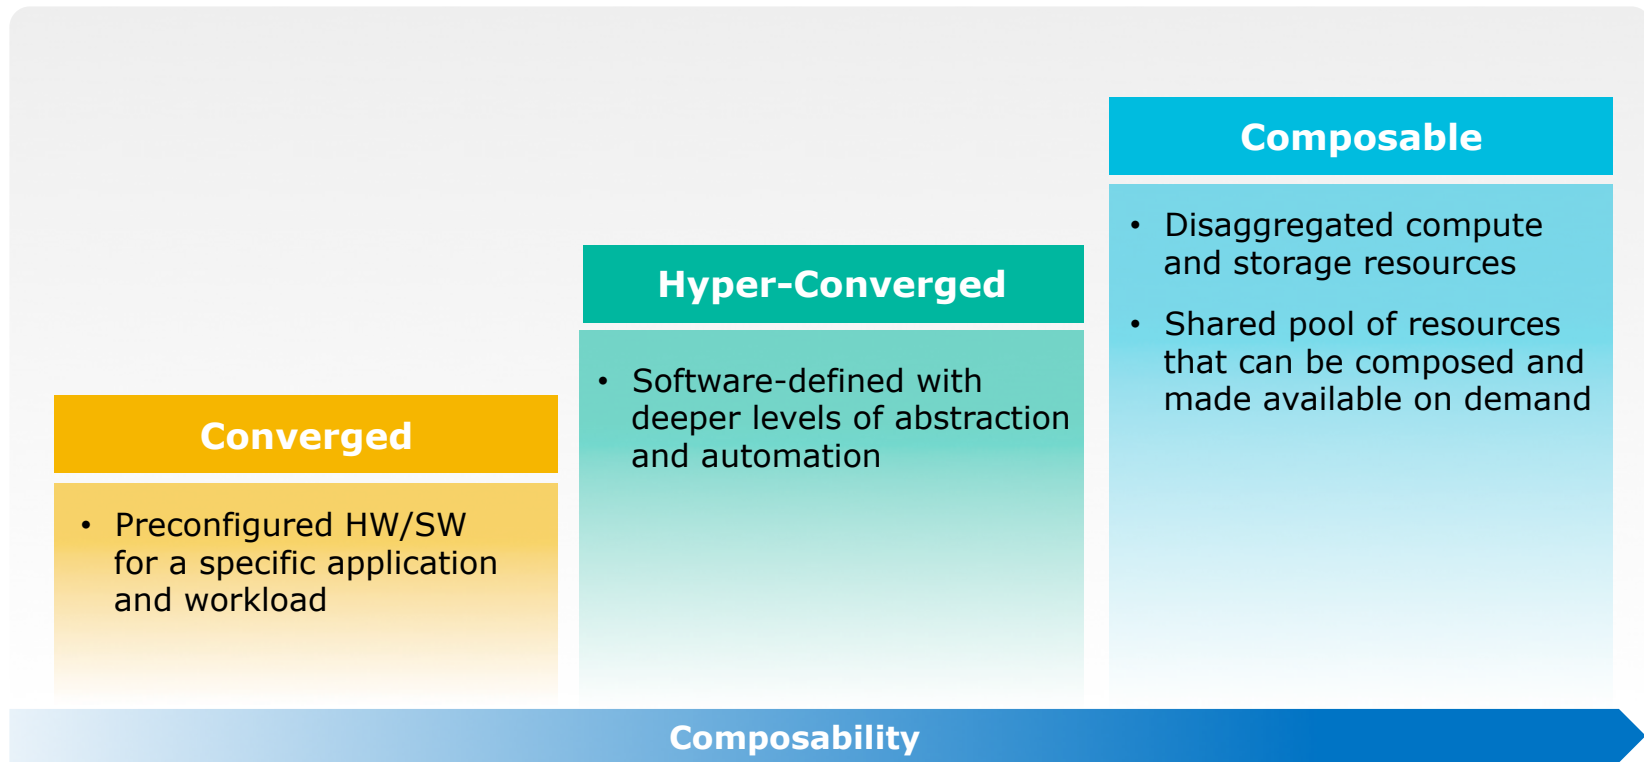 Converged
• Preconfigured HW/SW
for a specific application
and workload
Hyper-Converged
• Software-defined with
deeper levels of abstraction
and automation
Composable
• Disaggregated compute
and storage resources
• Shared pool of resources
that can be composed and
made available on demand
Composability